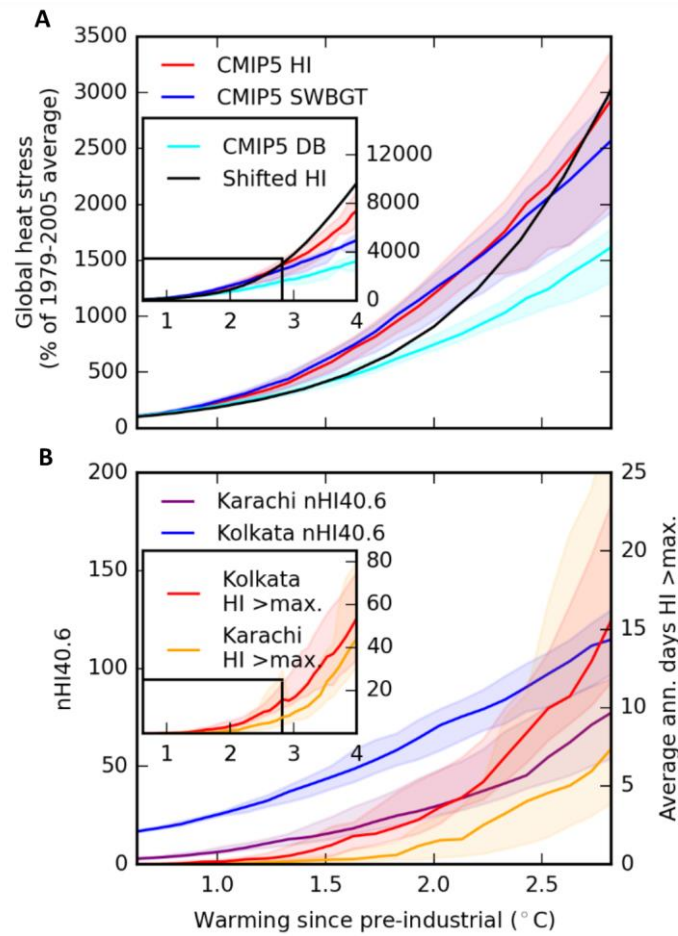 A
3500
3000
2500
2000
1500
1000
500
0
Global heat stress
(% of 1979-2005 average)
CMIP5 HI
CMIP5 SWBGT
CMIP5 DB
Shifted HI
12000
8000
4000
0
1 2 3 4
B
200
150
100
50
0
nHI40.6
Karachi nHI40.6
Kolkata nHI40.6
Kolkata
HI >max.
Karachi
HI >max.
80
60
40
20
1 2 3 4
25
20
15
10
5
0
Average ann. days HI >max.
1.0 1.5 2.0 2.5
Warming since pre-industrial (°C)